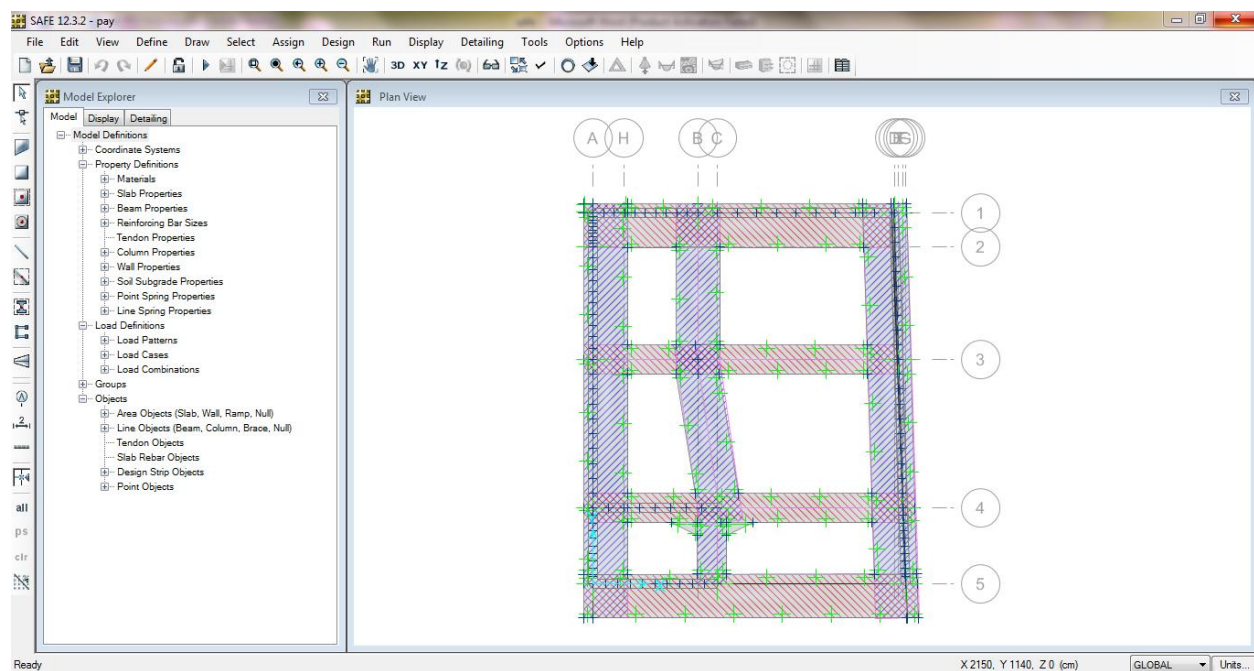 SAFE 12.3.2 - pay
File Edit View Define Draw Select Assign Design Run Display Detailing Tools Options Help
3D XY
Model Explorer
Plan View
Model Display Detailing
Model Definitions
Coordinate Systems
Property Definitions
Materials
Slab Properties
Beam Properties
Reinforcing Bar Sizes
Tendon Properties
Column Properties
Wall Properties
Soil Subgrade Properties
Point Spring Properties
Line Spring Properties
Load Definitions
Load Patterns
Load Cases
Load Combinations
Groups
Objects
Area Objects (Slab, Wall, Ramp, Null)
Line Objects (Beam, Column, Brace, Null)
Tendon Objects
Slab Rebar Objects
Design Strip Objects
Point Objects
all
ps
clr
A H B C G
1
2
3
4
5
Ready
X 2150, Y 1140, Z 0 (cm)
GLOBAL
Units...